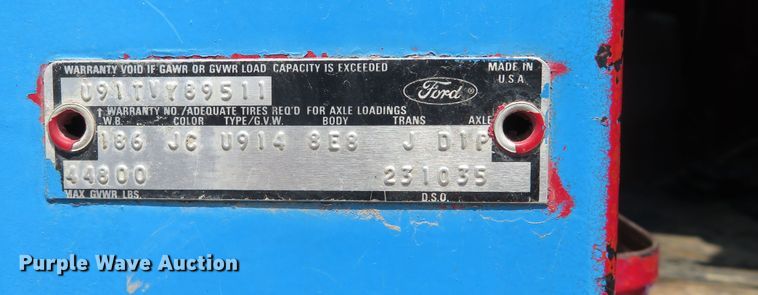 WARRANTY VOID IF GAWR OR GVWR LOAD CAPACITY IS EXCEEDED
MADE IN U.S.A.
Ford ®
U91TVY89511
↑ WARRANTY NO./ADEQUATE TIRES REQ'D FOR AXLE LOADINGS
W.B. COLOR TYPE/G.V.W. BODY TRANS AXLE
186 JC U914 8E8 J D1P
44800 231035
MAX GVWR LBS. D.S.O.
Purple Wave Auction